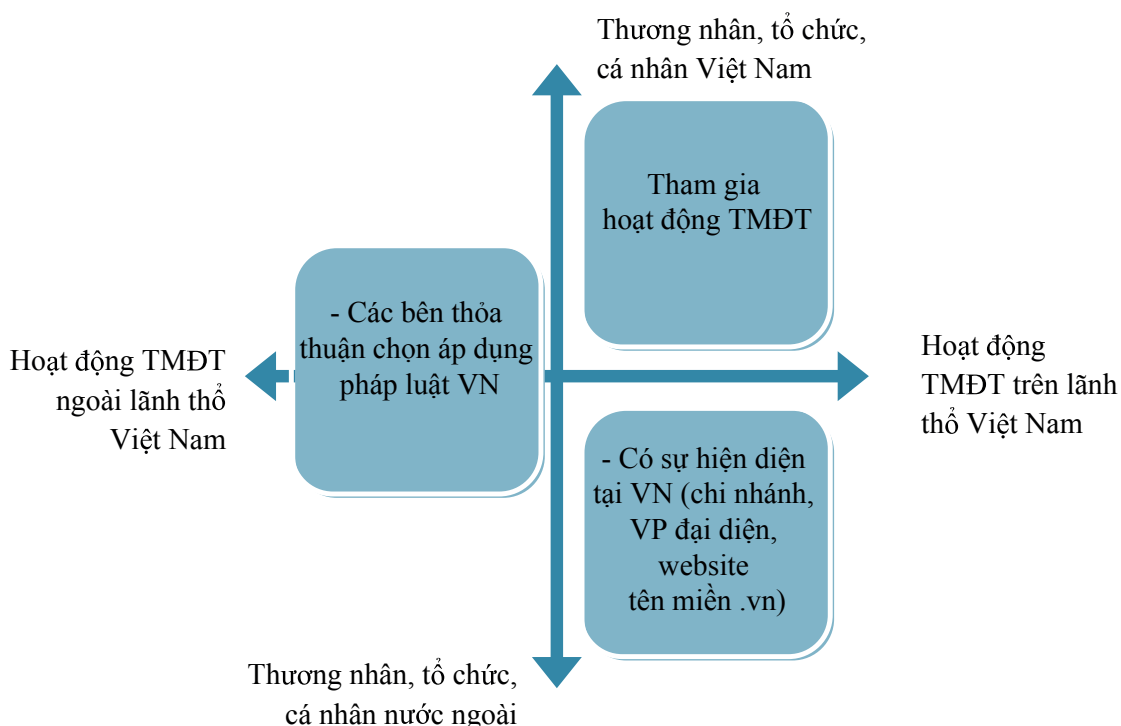 Thương nhân, tổ chức,
cá nhân Việt Nam
Tham gia
hoạt động TMĐT
- Các bên thỏa
thuận chọn áp dụng
pháp luật VN
Hoạt động TMĐT
ngoài lãnh thổ
Việt Nam
Hoạt động
TMĐT trên lãnh
thổ Việt Nam
- Có sự hiện diện
tại VN (chi nhánh,
VP đại diện,
website
tên miền .vn)
Thương nhân, tổ chức,
cá nhân nước ngoài